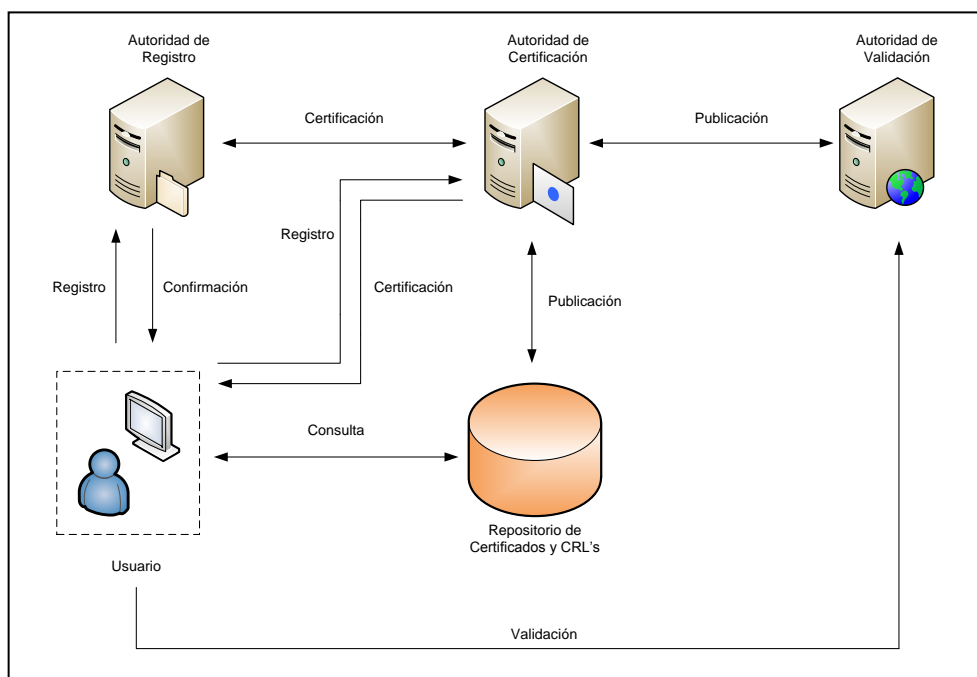 Autoridad de
Registro
Autoridad de
Certificación
Autoridad de
Validación
Certificación
Publicación
Registro
Registro
Confirmación
Certificación
Publicación
Consulta
Repositorio de
Certificados y CRL's
Usuario
Validación